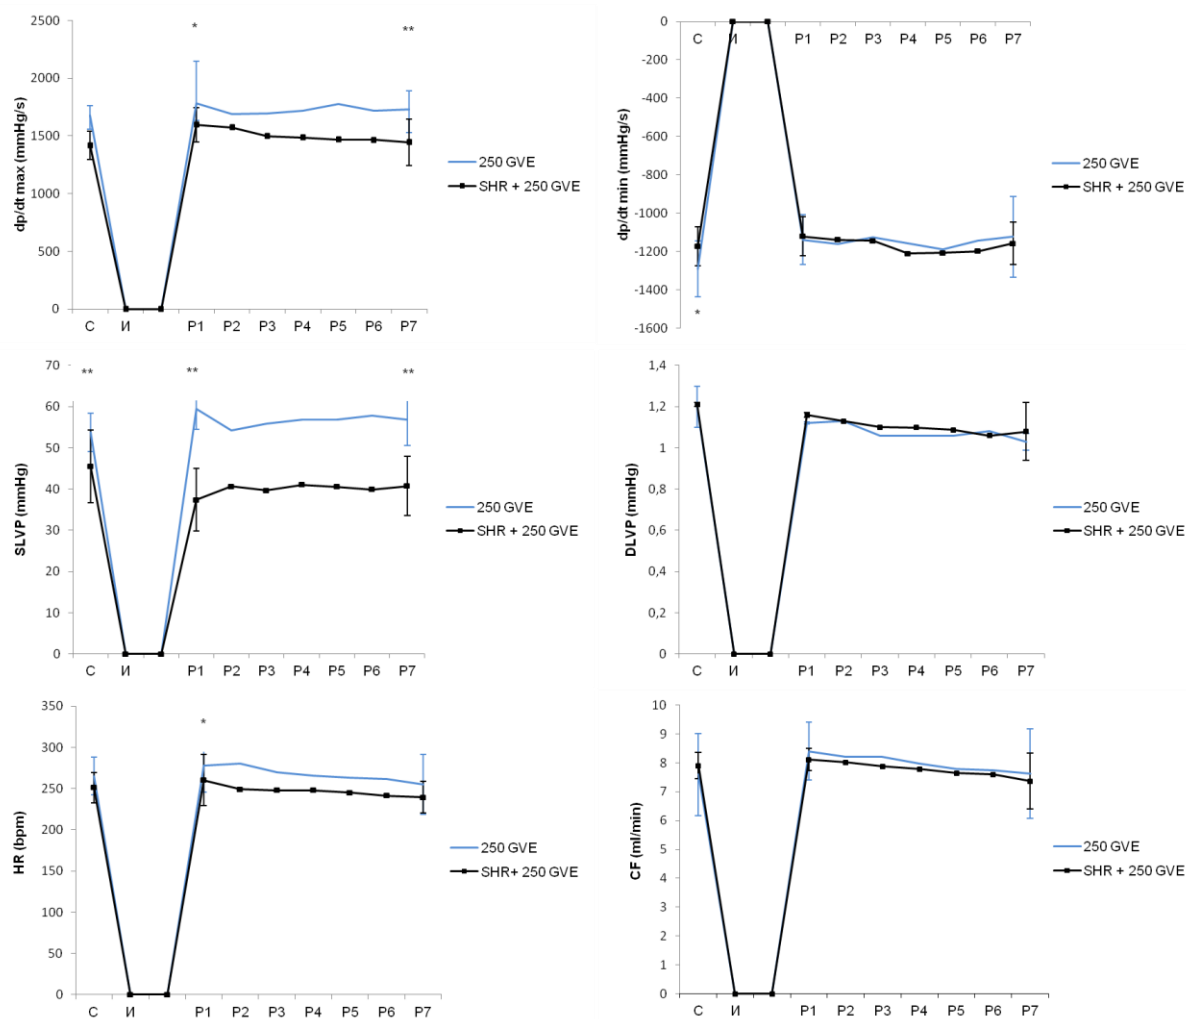 dp/dt max (mmHg/s)
2500
2000
1500
1000
500
0
* **
С И P1 P2 P3 P4 P5 P6 P7
250 GVE
SHR + 250 GVE
dp/dt min (mmHg/s)
0
-200
-400
-600
-800
-1000
-1200
-1400
-1600
С И P1 P2 P3 P4 P5 P6 P7
*
250 GVE
SHR + 250 GVE
SLVP (mmHg)
70
60
50
40
30
20
10
0
** ** **
С И P1 P2 P3 P4 P5 P6 P7
250 GVE
SHR + 250 GVE
DLVP (mmHg)
1,4
1,2
1
0,8
0,6
0,4
0,2
0
С И P1 P2 P3 P4 P5 P6 P7
250 GVE
SHR + 250 GVE
HR (bpm)
350
300
250
200
150
100
50
0
*
С И P1 P2 P3 P4 P5 P6 P7
250 GVE
SHR+ 250 GVE
CF (ml/min)
10
9
8
7
6
5
4
3
2
1
0
С И P1 P2 P3 P4 P5 P6 P7
250 GVE
SHR + 250 GVE